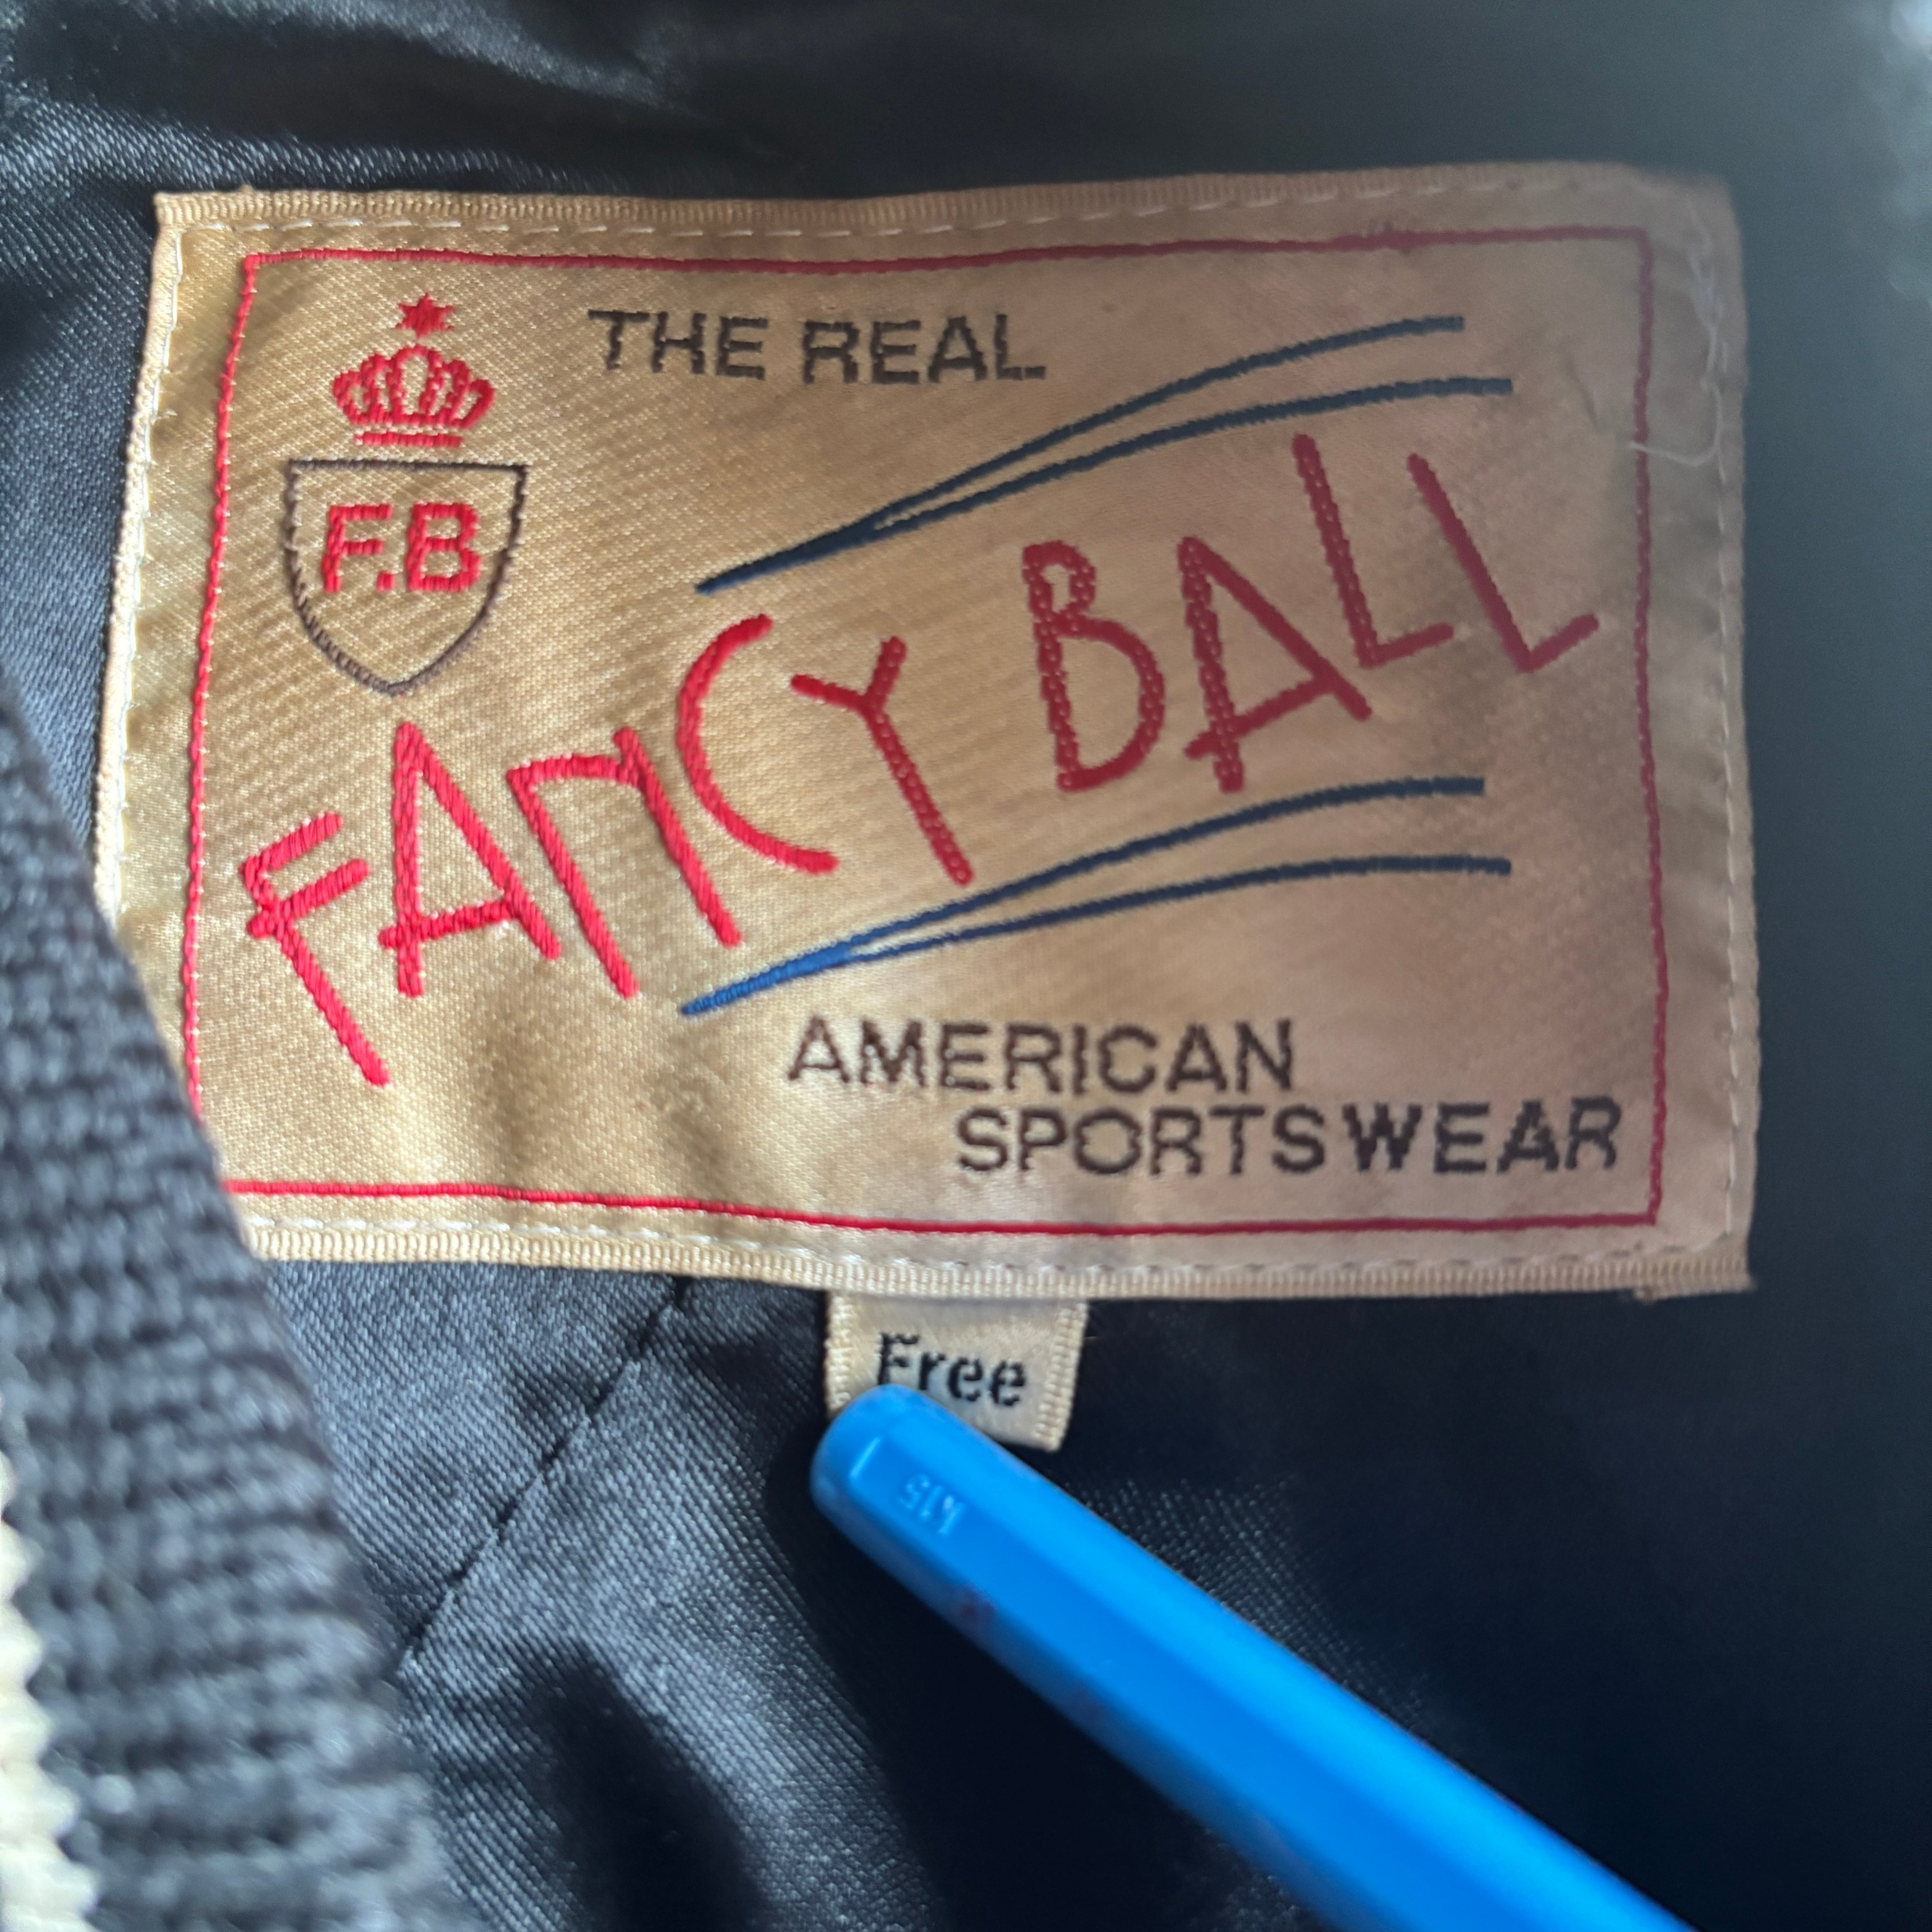 THE REAL
F.B
FANCY BALL
AMERICAN
SPORTSWEAR
Free